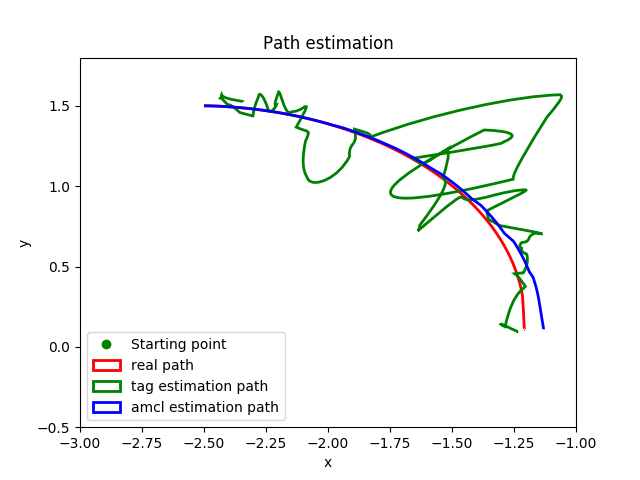 Path estimation
y
1.5
1.0
0.5
0.0
−0.5
Starting point
real path
tag estimation path
amcl estimation path
−3.00 −2.75 −2.50 −2.25 −2.00 −1.75 −1.50 −1.25 −1.00
x